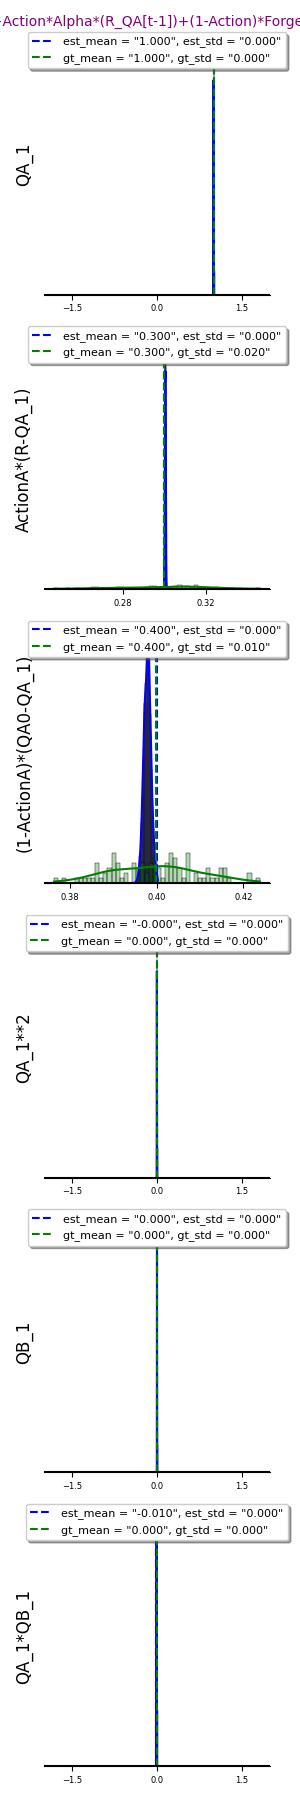 -Action*Alpha*(R_QA[t-1])+(1-Action)*Forge
est_mean = "1.000", est_std = "0.000"
gt_mean = "1.000", gt_std = "0.000"
QA_1
−1.5 0.0 1.5
est_mean = "0.300", est_std = "0.000"
gt_mean = "0.300", gt_std = "0.020"
ActionA*(R-QA_1)
0.28 0.32
est_mean = "0.400", est_std = "0.000"
gt_mean = "0.400", gt_std = "0.010"
(1-ActionA)*(QA0-QA_1)
0.38 0.40 0.42
est_mean = "-0.000", est_std = "0.000"
gt_mean = "0.000", gt_std = "0.000"
QA_1**2
−1.5 0.0 1.5
est_mean = "0.000", est_std = "0.000"
gt_mean = "0.000", gt_std = "0.000"
QB_1
−1.5 0.0 1.5
est_mean = "-0.010", est_std = "0.000"
gt_mean = "0.000", gt_std = "0.000"
QA_1*QB_1
−1.5 0.0 1.5